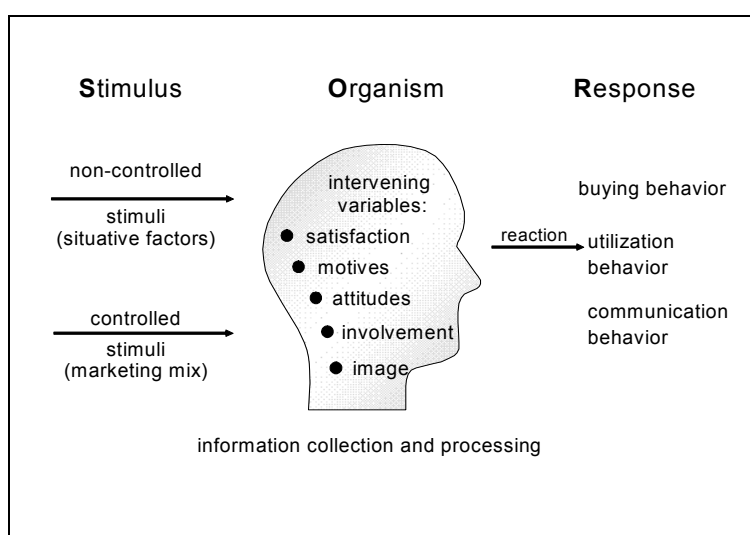 Stimulus
Organism
Response
non-controlled
stimuli
(situative factors)
controlled
stimuli
(marketing mix)
intervening
variables:
● satisfaction
● motives
● attitudes
● involvement
● image
reaction
buying behavior
utilization
behavior
communication
behavior
information collection and processing